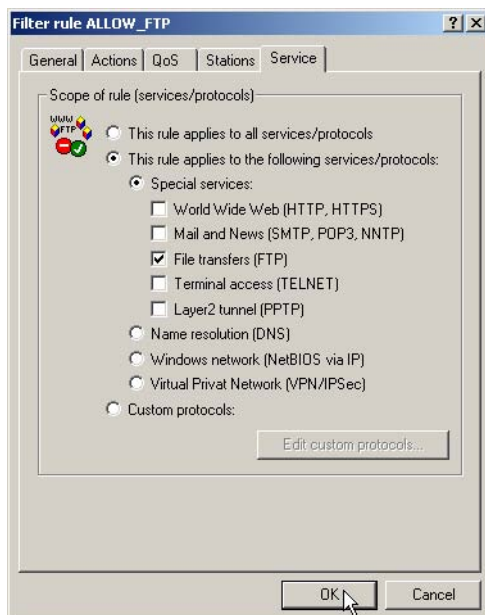 Filter rule ALLOW_FTP
General Actions QoS Stations Service
Scope of rule (services/protocols)
WWW
FTP
This rule applies to all services/protocols
This rule applies to the following services/protocols:
Special services:
World Wide Web (HTTP, HTTPS)
Mail and News (SMTP, POP3, NNTP)
File transfers (FTP)
Terminal access (TELNET)
Layer2 tunnel (PPTP)
Name resolution (DNS)
Windows network (NetBIOS via IP)
Virtual Privat Network (VPN/IPSec)
Custom protocols:
Edit custom protocols...
OK Cancel